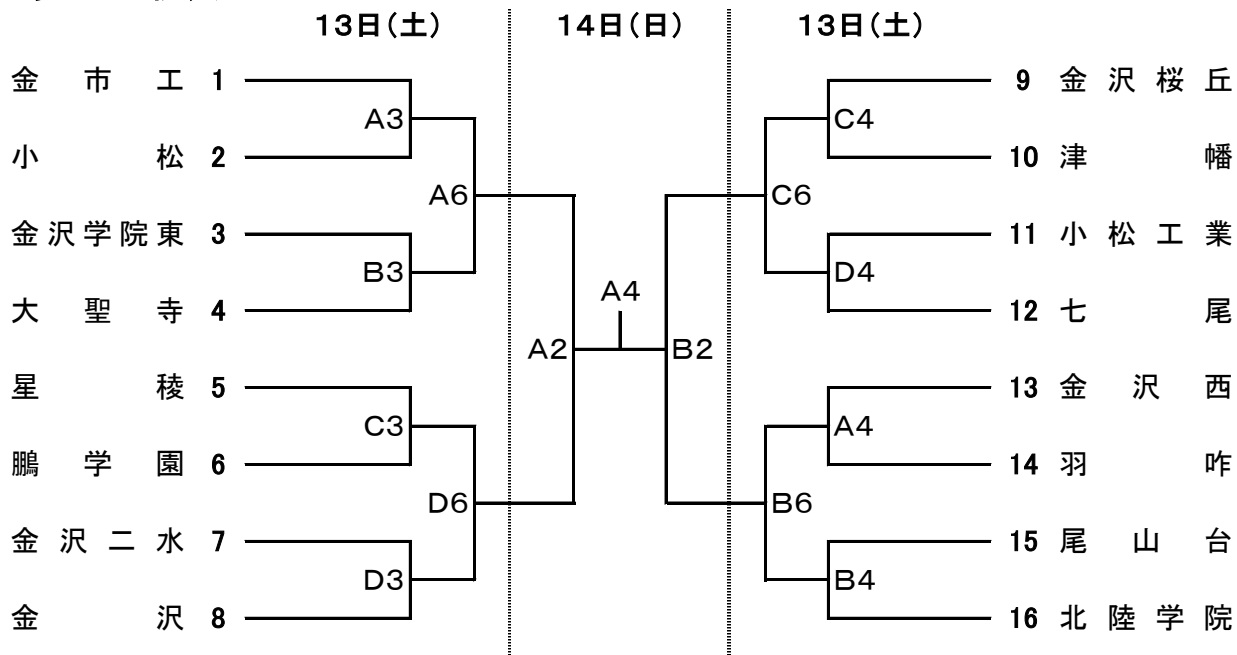 13日(土) 14日(日) 13日(土)
金市工 1 9 金沢桜丘
A3 C4
小松 2 10 津幡
A6 C6
金沢学院東 3 11 小松工業
B3 D4
A4
大聖寺 4 12 七尾
A2 B2
星稜 5 13 金沢西
C3 A4
鵬学園 6 14 羽咋
D6 B6
金沢二水 7 15 尾山台
D3 B4
金沢 8 16 北陸学院